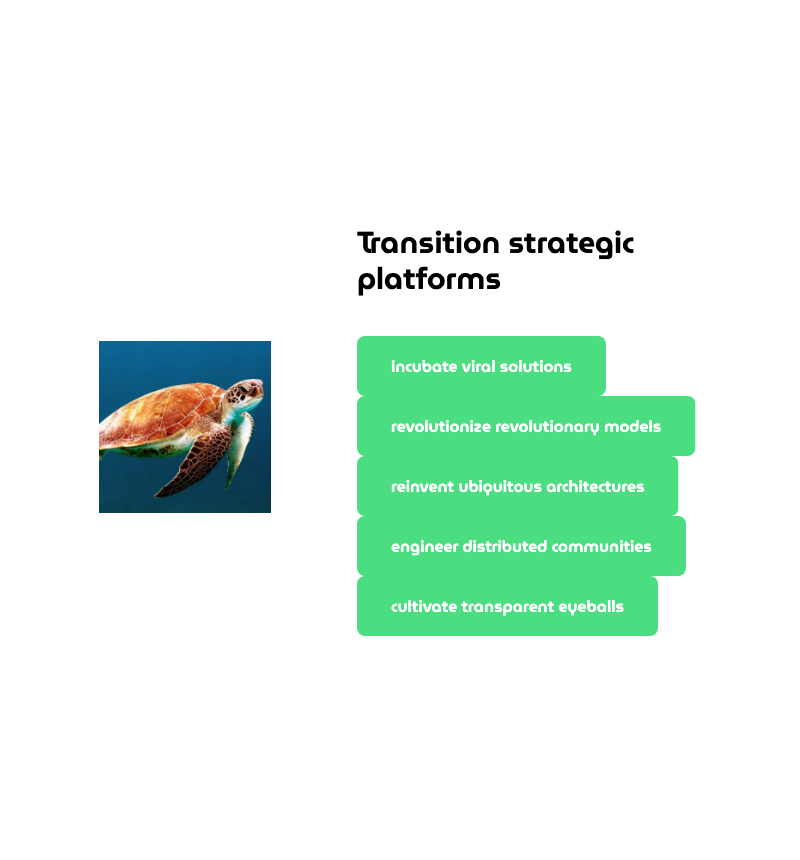 Transition strategic
platforms
incubate viral solutions
revolutionize revolutionary models
reinvent ubiquitous architectures
engineer distributed communities
cultivate transparent eyeballs